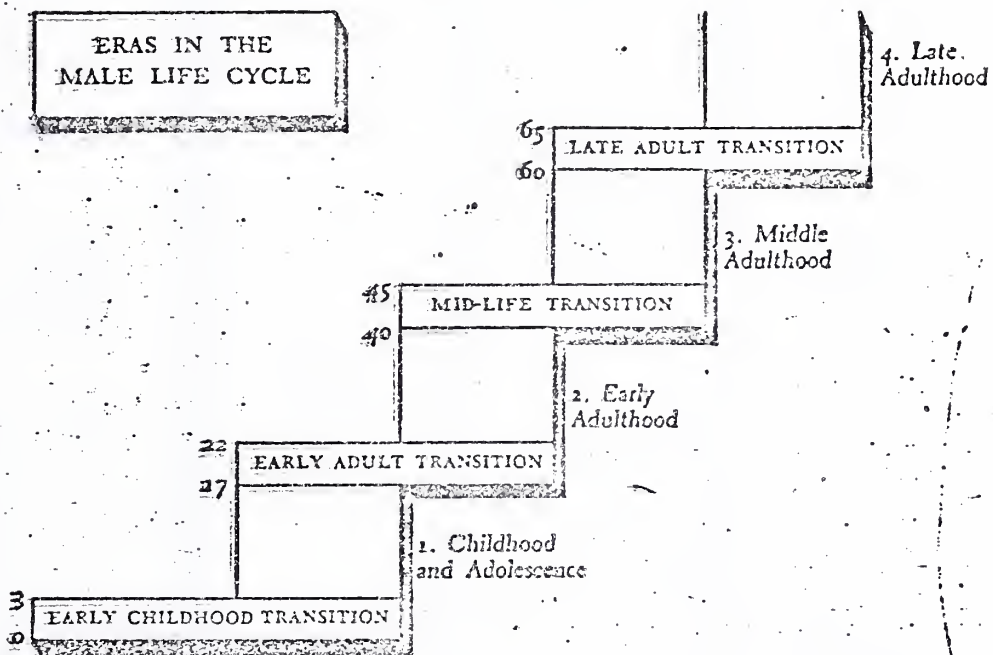 ERAS IN THE
MALE LIFE CYCLE
4. Late
Adulthood
65
LATE ADULT TRANSITION
60
3. Middle
Adulthood
45
MID-LIFE TRANSITION
40
2. Early
Adulthood
22
EARLY ADULT TRANSITION
17
1. Childhood
and Adolescence
3
EARLY CHILDHOOD TRANSITION
0